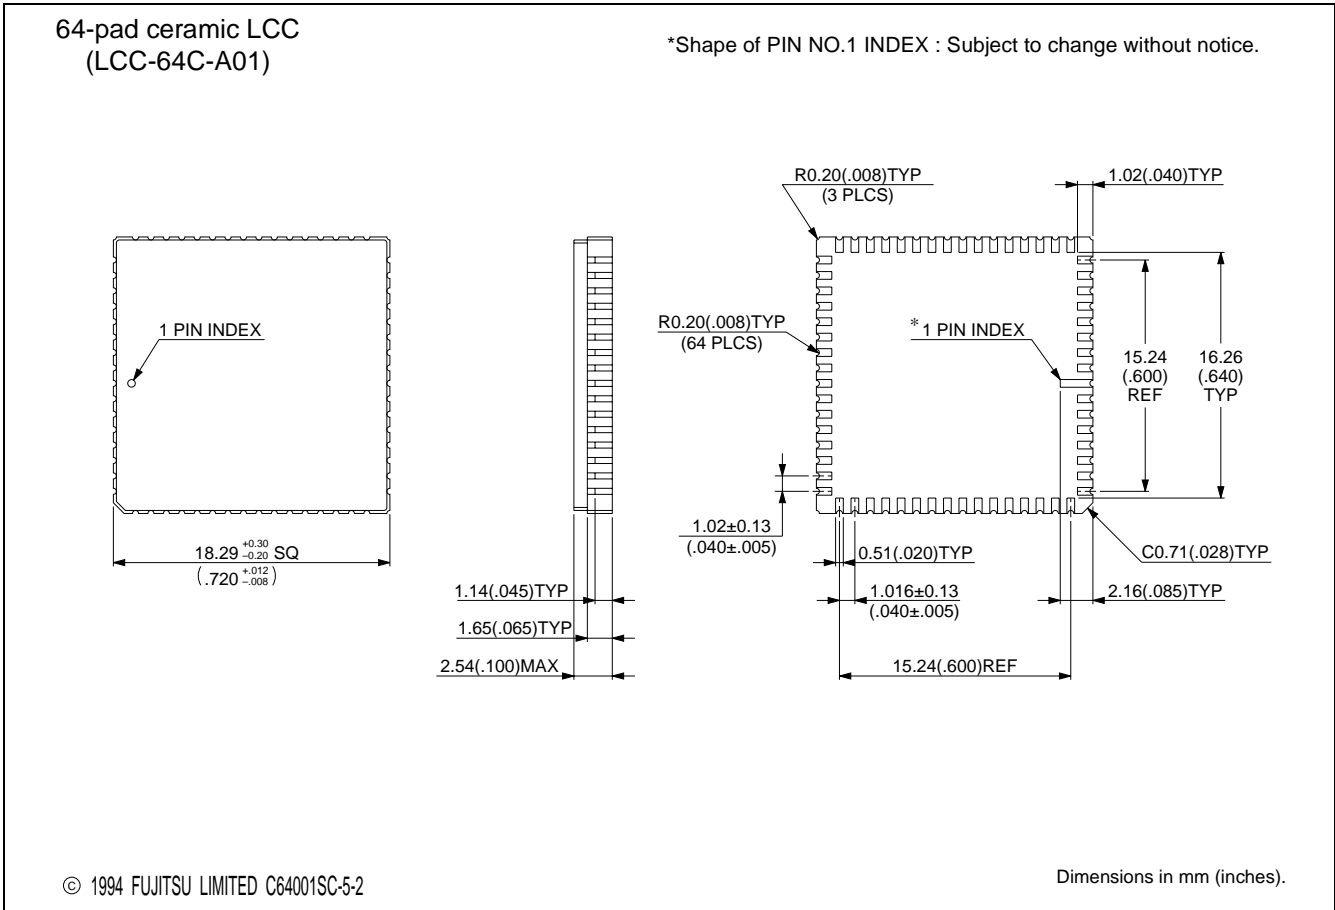 64-pad ceramic LCC
(LCC-64C-A01)
*Shape of PIN NO.1 INDEX : Subject to change without notice.
R0.20(.008)TYP
(3 PLCS)
1.02(.040)TYP
1 PIN INDEX
R0.20(.008)TYP
(64 PLCS)
*1 PIN INDEX
15.24
(.600)
REF
16.26
(.640)
TYP
18.29 +0.30 –0.20 SQ
(.720 +.012 –.008)
1.02±0.13
(.040±.005)
0.51(.020)TYP
C0.71(.028)TYP
1.14(.045)TYP
1.016±0.13
(.040±.005)
2.16(.085)TYP
1.65(.065)TYP
2.54(.100)MAX
15.24(.600)REF
© 1994 FUJITSU LIMITED C64001SC-5-2
Dimensions in mm (inches).